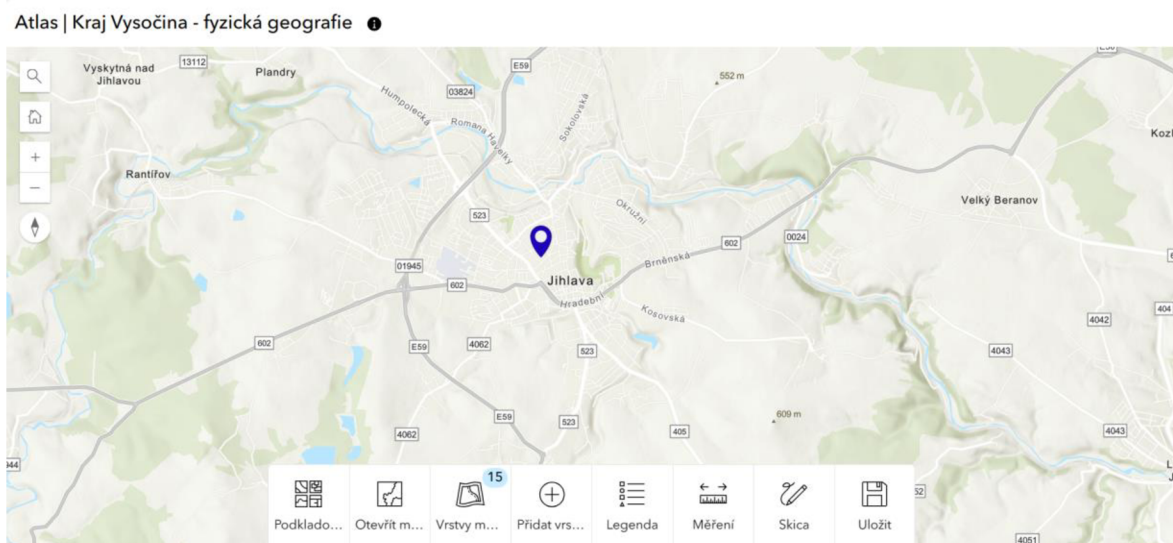 Atlas | Kraj Vysočina - fyzická geografie
13112
E59
Vyskytná nad
Jihlavou
Plandry
552 m
03824
Humpolecká
Romana Havelky
Sokolovská
Rantířov
Velký Beranov
523
Okružní
602
0024
Brněnská
01945
Jihlava
602
Hradební
Kosovská
404
4042
602
E59
4062
523
4043
609 m
E59
523
4062
405
4043
15
Podklado...
Otevřít m...
Vrstvy m...
Přidat vrs...
Legenda
Měření
Skica
Uložit
4051